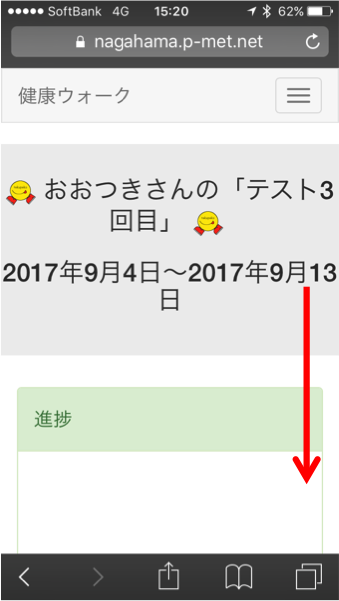 SoftBank 4G 15:20 62%
nagahama.p-met.net
健康ウォーク
おおつきさんの「テスト3
回目」
2017年9月4日～2017年9月13
日
進捗